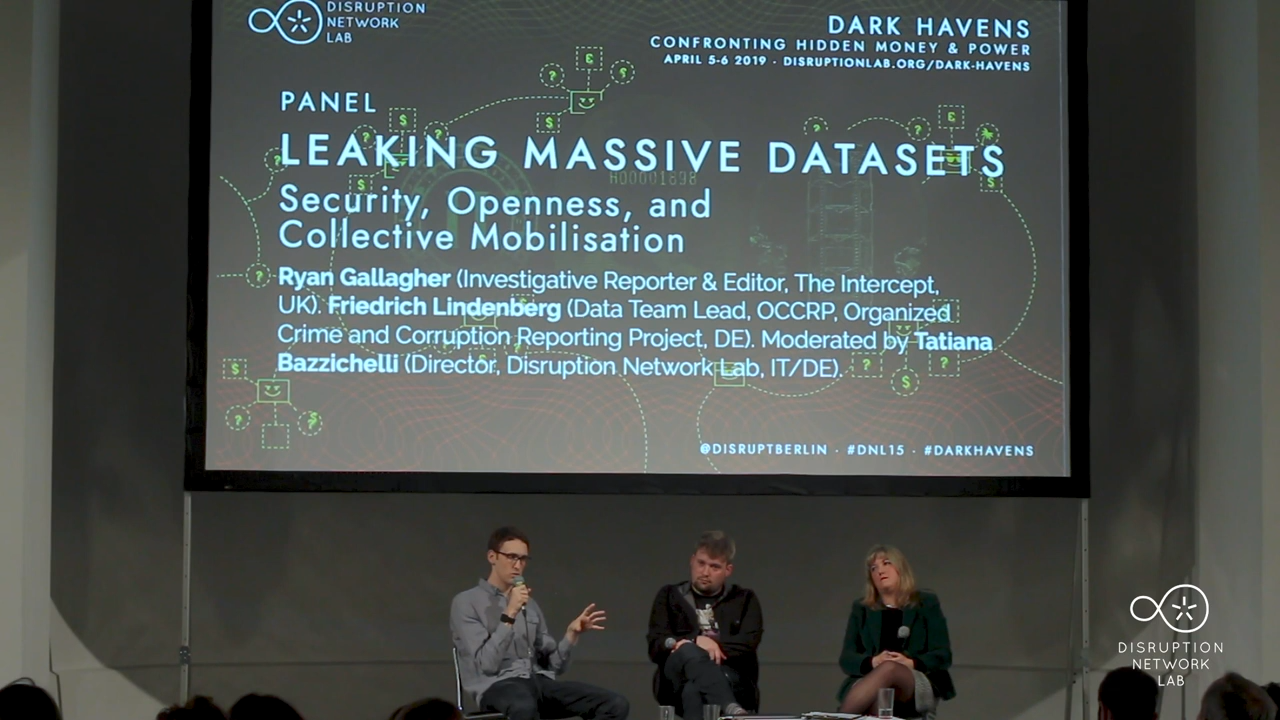 DISRUPTION
NETWORK
LAB
DARK HAVENS
CONFRONTING HIDDEN MONEY & POWER
APRIL 5-6 2019 · DISRUPTIONLAB.ORG/DARK-HAVENS
PANEL
LEAKING MASSIVE DATASETS
Security, Openness, and
Collective Mobilisation
Ryan Gallagher (Investigative Reporter & Editor, The Intercept,
UK). Friedrich Lindenberg (Data Team Lead, OCCRP, Organized
Crime and Corruption Reporting Project, DE). Moderated by Tatiana
Bazzichelli (Director, Disruption Network Lab, IT/DE).
@DISRUPTBERLIN · #DNL15 · #DARKHAVENS
DISRUPTION
NETWORK
LAB